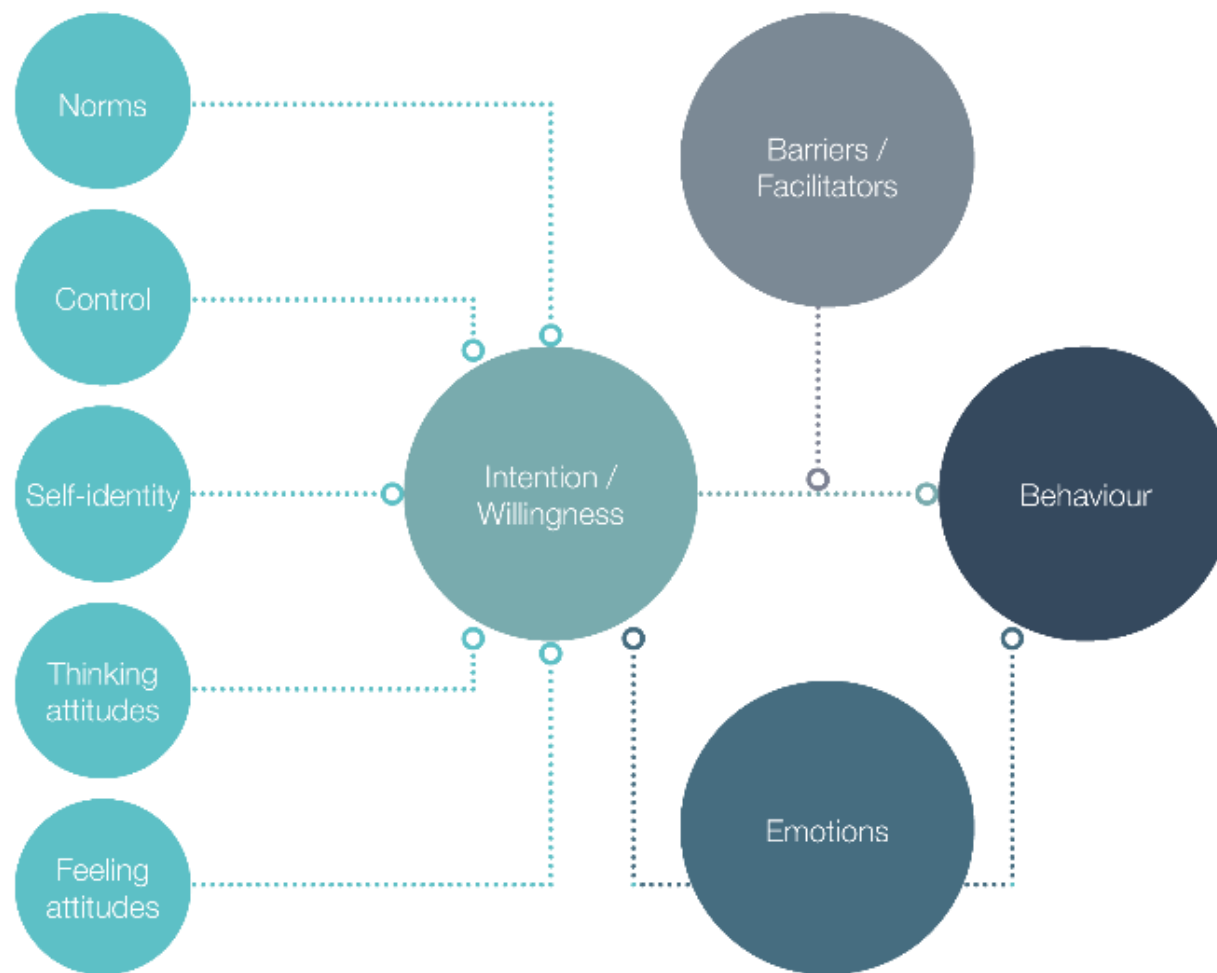 Norms
Control
Self-identity
Thinking
attitudes
Feeling
attitudes
Intention /
Willingness
Barriers /
Facilitators
Behaviour
Emotions